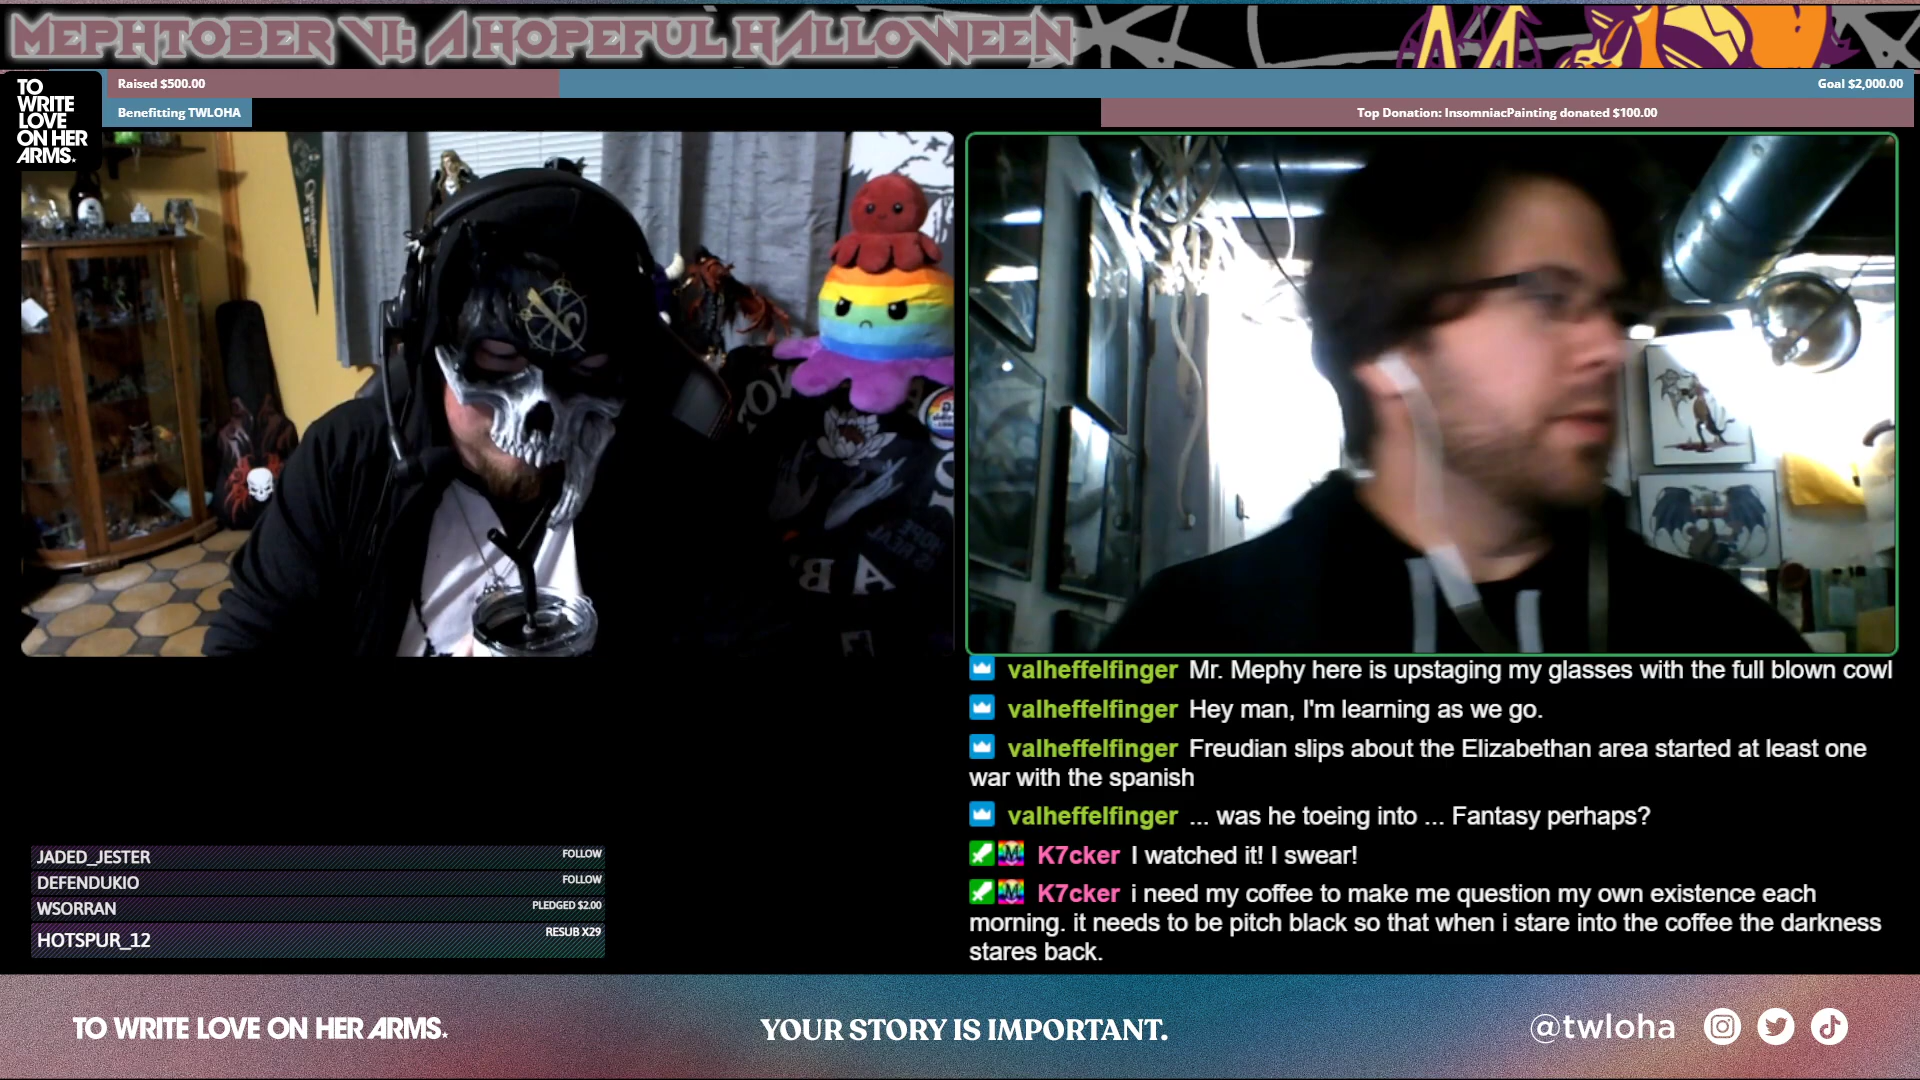 MEPHTOBER VI: A HOPEFUL HALLOWEEN
TO
WRITE
LOVE
ON HER
ARMS.
Raised $500.00
Goal $2,000.00
Benefitting TWLOHA
Top Donation: InsomniacPainting donated $100.00
valheffelfinger Mr. Mephy here is upstaging my glasses with the full blown cowl
valheffelfinger Hey man, I'm learning as we go.
valheffelfinger Freudian slips about the Elizabethan area started at least one
war with the spanish
valheffelfinger ... was he toeing into ... Fantasy perhaps?
K7cker I watched it! I swear!
K7cker i need my coffee to make me question my own existence each
morning. it needs to be pitch black so that when i stare into the coffee the darkness
stares back.
JADED_JESTER FOLLOW
DEFENDUKIO FOLLOW
WSORRAN PLEDGED $2.00
HOTSPUR_12 RESUB X29
TO WRITE LOVE ON HER ARMS.
YOUR STORY IS IMPORTANT.
@twloha